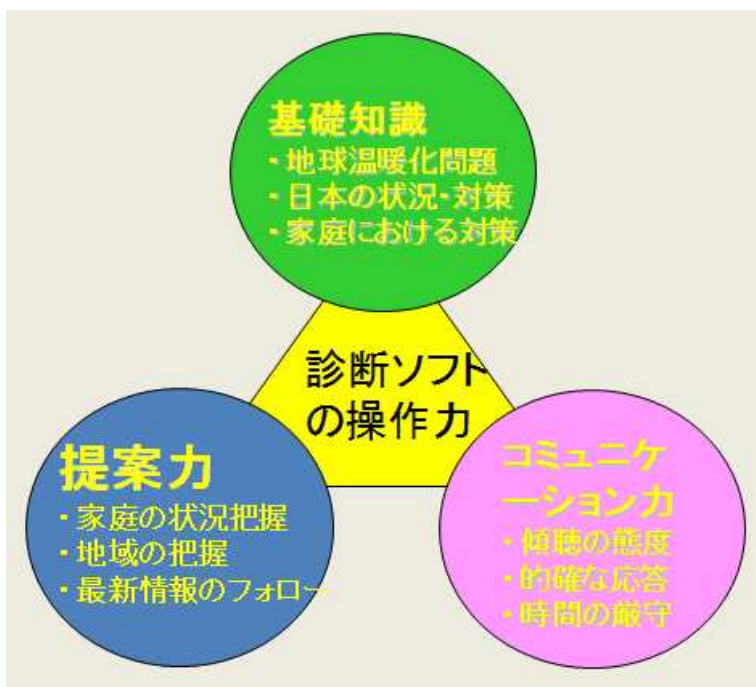 基礎知識
・地球温暖化問題
・日本の状況・対策
・家庭における対策
診断ソフト
の操作力
提案力
・家庭の状況把握
・地域の把握
・最新情報のフォロー
コミュニケ
ーション力
・傾聴の態度
・的確な応答
・時間の厳守